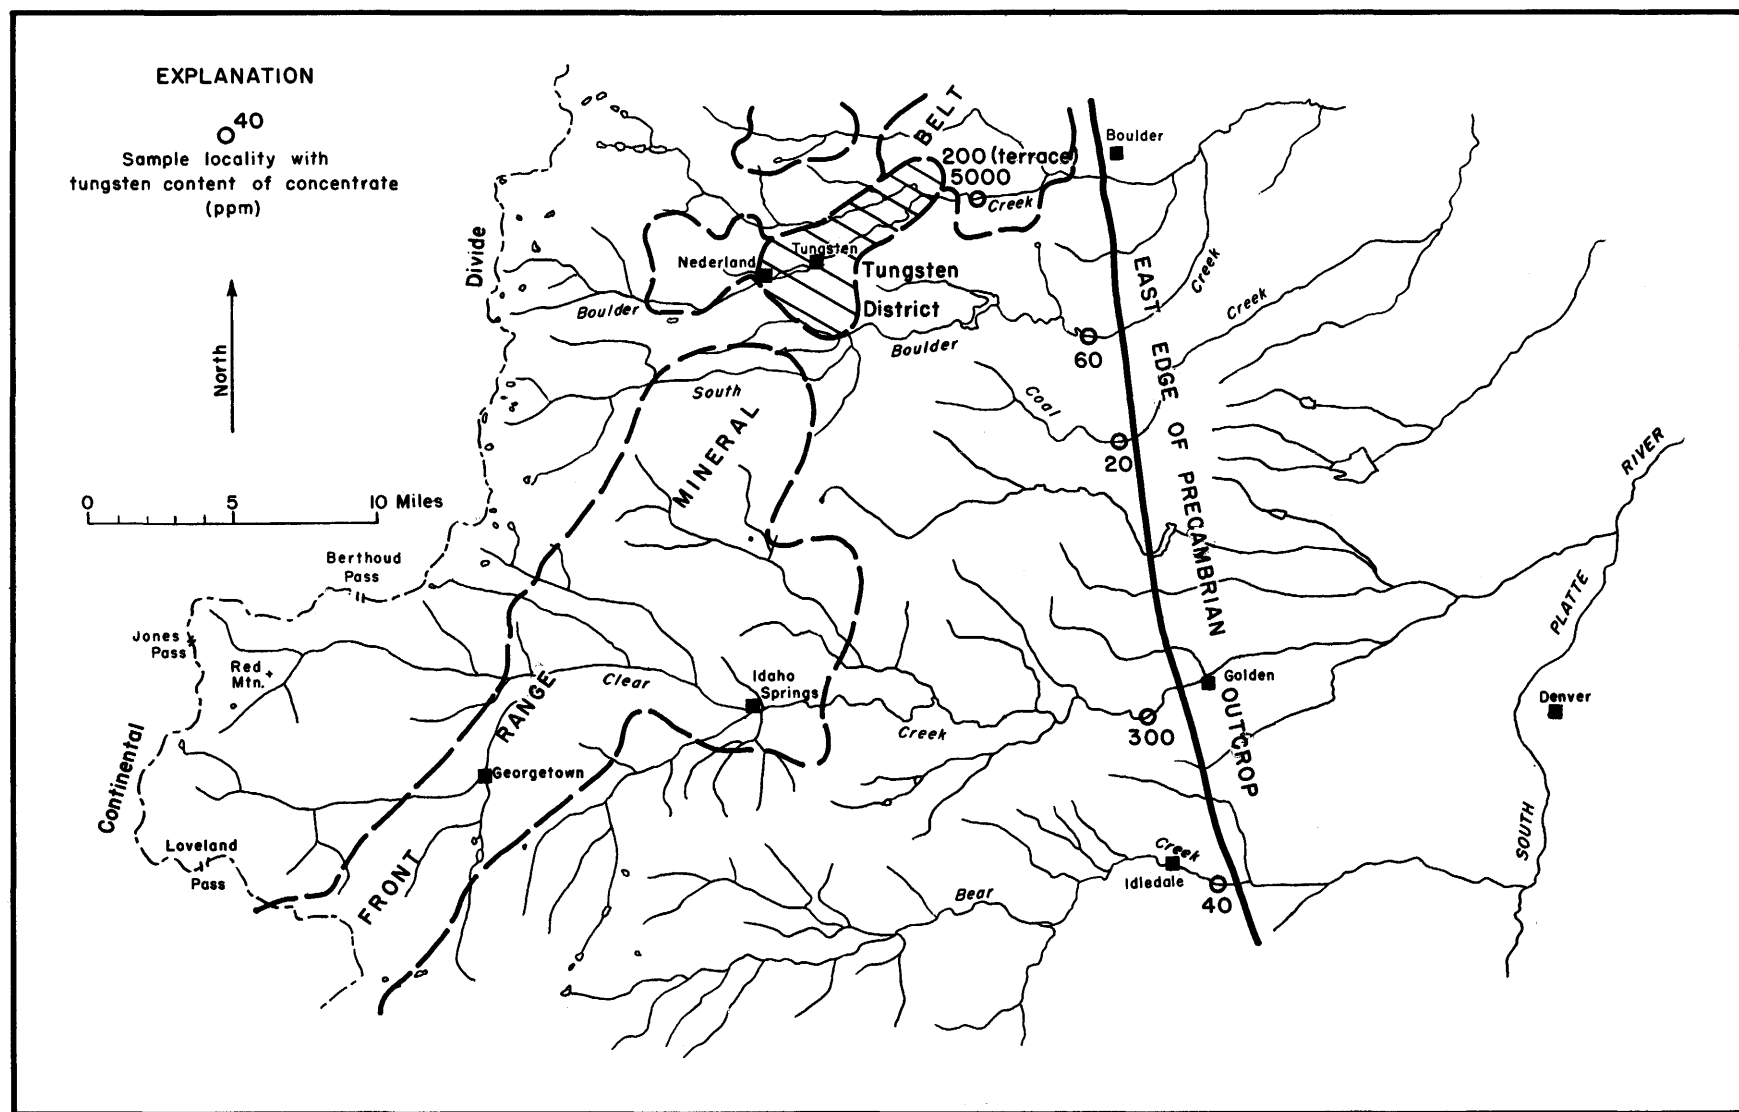 EXPLANATION
40
Sample locality with
tungsten content of concentrate
(ppm)
BELT
Boulder
200 (terrace)
5000
Creek
Divide
Nederland
Tungsten
Tungsten
District
Boulder
Boulder
EAST EDGE OF PRECAMBRIAN OUTCROP
Creek
Creek
60
North
South
Coal
20
MINERAL
RIVER
0 5 10 Miles
Berthoud
Pass
PLATTE
Jones
Pass
Red
Mtn.
Clear
Idaho
Springs
Golden
Denver
RANGE
Creek
300
Georgetown
Continental
Loveland
Pass
FRONT
SOUTH
Creek
Idledale
Bear
40